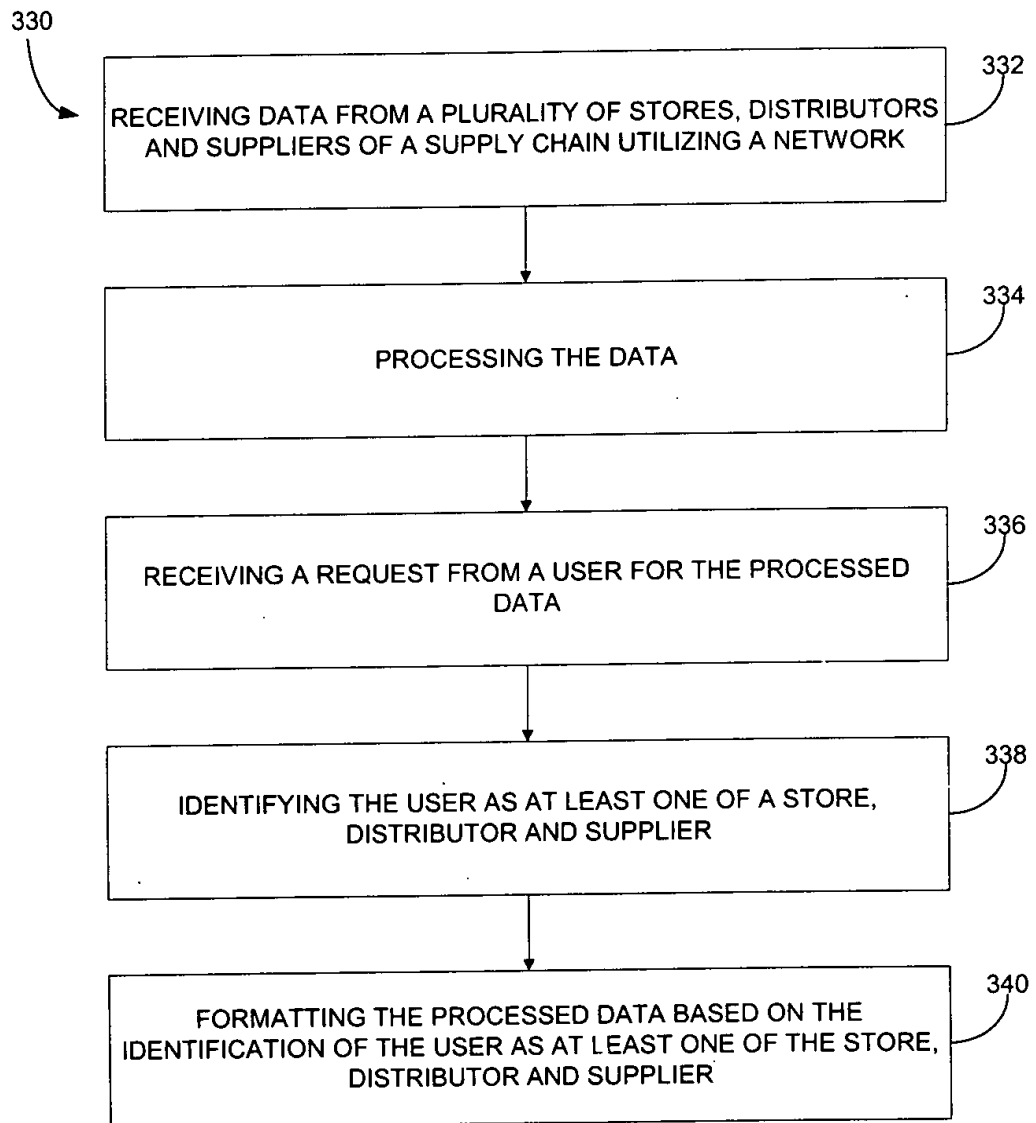 330
332
RECEIVING DATA FROM A PLURALITY OF STORES, DISTRIBUTORS
AND SUPPLIERS OF A SUPPLY CHAIN UTILIZING A NETWORK
334
PROCESSING THE DATA
336
RECEIVING A REQUEST FROM A USER FOR THE PROCESSED
DATA
338
IDENTIFYING THE USER AS AT LEAST ONE OF A STORE,
DISTRIBUTOR AND SUPPLIER
340
FORMATTING THE PROCESSED DATA BASED ON THE
IDENTIFICATION OF THE USER AS AT LEAST ONE OF THE STORE,
DISTRIBUTOR AND SUPPLIER